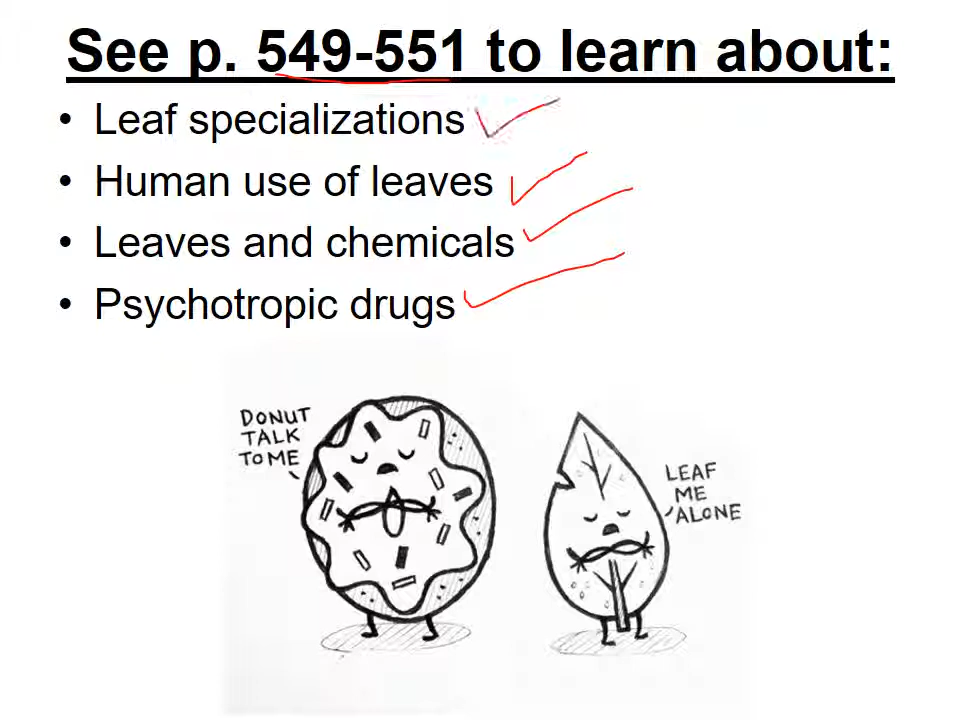 See p. 549-551 to learn about:
• Leaf specializations
• Human use of leaves
• Leaves and chemicals
• Psychotropic drugs
DONUT
TALK
TO ME
LEAF
ME
ALONE